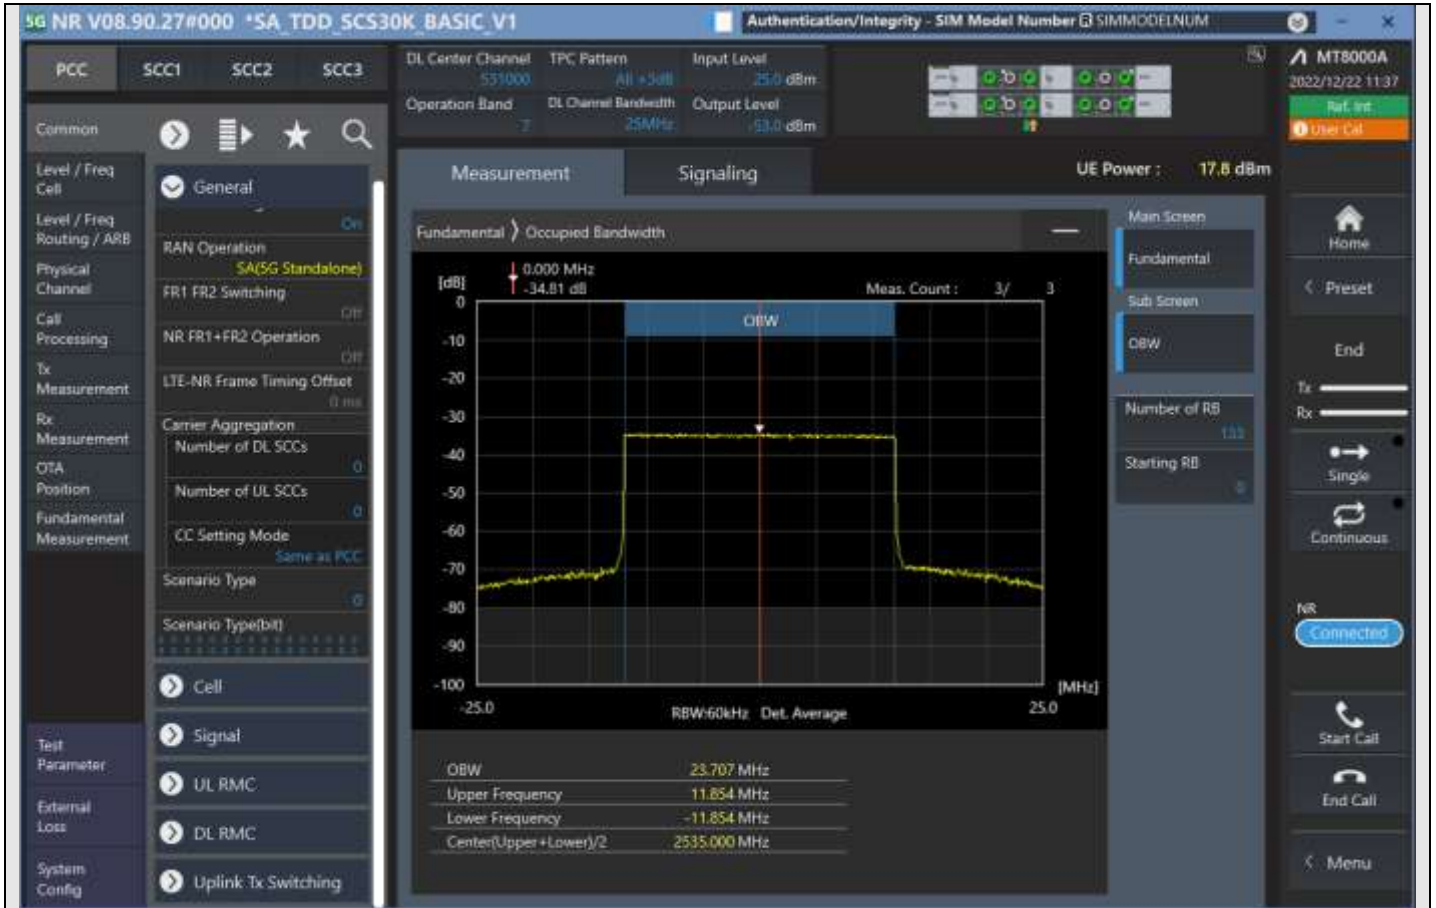 5G NR V08.90.27#000 *SA_TDD_SCS30K_BASIC_V1
Authentication/Integrity - SIM Model Number SIMMODELNUM
PCC SCC1 SCC2 SCC3
DL Center Channel TPC Pattern Input Level
531000 All +3dB 25.0 dBm
Operation Band DL Channel Bandwidth Output Level
7 25MHz -53.0 dBm
MT8000A
2022/12/22 11:37
Ref. Int
User Cal
Common
Level / Freq
Cell
Level / Freq
Routing / ARB
Physical
Channel
Call
Processing
Tx
Measurement
Rx
Measurement
OTA
Position
Fundamental
Measurement
Test
Parameter
External
Loss
System
Config
General
On
RAN Operation
SA(5G Standalone)
FR1 FR2 Switching
Off
NR FR1+FR2 Operation
Off
LTE-NR Frame Timing Offset
0 ms
Carrier Aggregation
Number of DL SCCs
0
Number of UL SCCs
0
CC Setting Mode
Same as PCC
Scenario Type
0
Scenario Type(bit)
Cell
Signal
UL RMC
DL RMC
Uplink Tx Switching
Measurement Signaling
UE Power : 17.8 dBm
Fundamental Occupied Bandwidth
[dB]
0.000 MHz
-34.81 dB
Meas. Count : 3/ 3
OBW
0
-10
-20
-30
-40
-50
-60
-70
-80
-90
-100
-25.0
25.0
[MHz]
RBW:60kHz Det. Average
OBW 23.707 MHz
Upper Frequency 11.854 MHz
Lower Frequency -11.854 MHz
Center(Upper+Lower)/2 2535.000 MHz
Main Screen
Fundamental
Sub Screen
OBW
Number of RB
133
Starting RB
0
Home
Preset
End
Tx
Rx
Single
Continuous
NR
Connected
Start Call
End Call
Menu